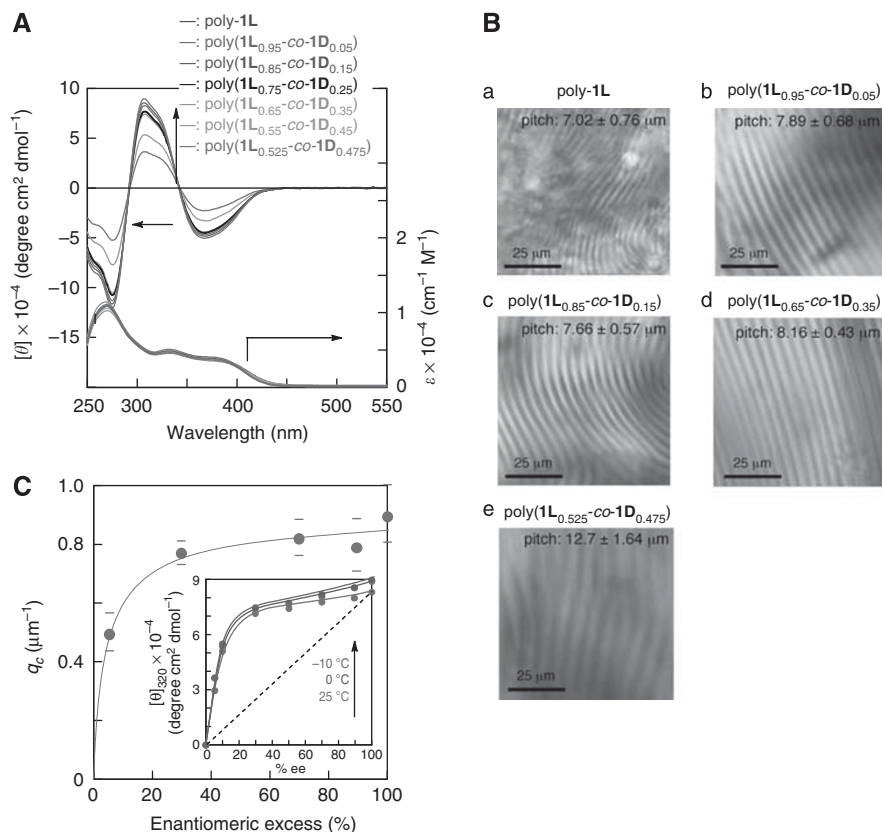 A
—: poly-1L
—: poly(1L0.95-co-1D0.05)
—: poly(1L0.85-co-1D0.15)
—: poly(1L0.75-co-1D0.25)
—: poly(1L0.65-co-1D0.35)
—: poly(1L0.55-co-1D0.45)
—: poly(1L0.525-co-1D0.475)
10
5
0
−5
−10
−15
[θ] × 10−4 (degree cm2 dmol−1)
2
1
0
ε × 10−4 (cm−1 M−1)
250 300 350 400 450 500 550
Wavelength (nm)
B
a poly-1L
pitch: 7.02 ± 0.76 μm
25 μm
b poly(1L0.95-co-1D0.05)
pitch: 7.89 ± 0.68 μm
25 μm
c poly(1L0.85-co-1D0.15)
pitch: 7.66 ± 0.57 μm
25 μm
d poly(1L0.65-co-1D0.35)
pitch: 8.16 ± 0.43 μm
25 μm
e poly(1L0.525-co-1D0.475)
pitch: 12.7 ± 1.64 μm
25 μm
C
1.0
0.8
0.4
0
qc (μm−1)
0 20 40 60 80 100
Enantiomeric excess (%)
9
6
4
2
0
[θ]320 × 10−4
(degree cm2 dmol−1)
−10 °C
0 °C
25 °C
0 20 40 60 80 100
% ee